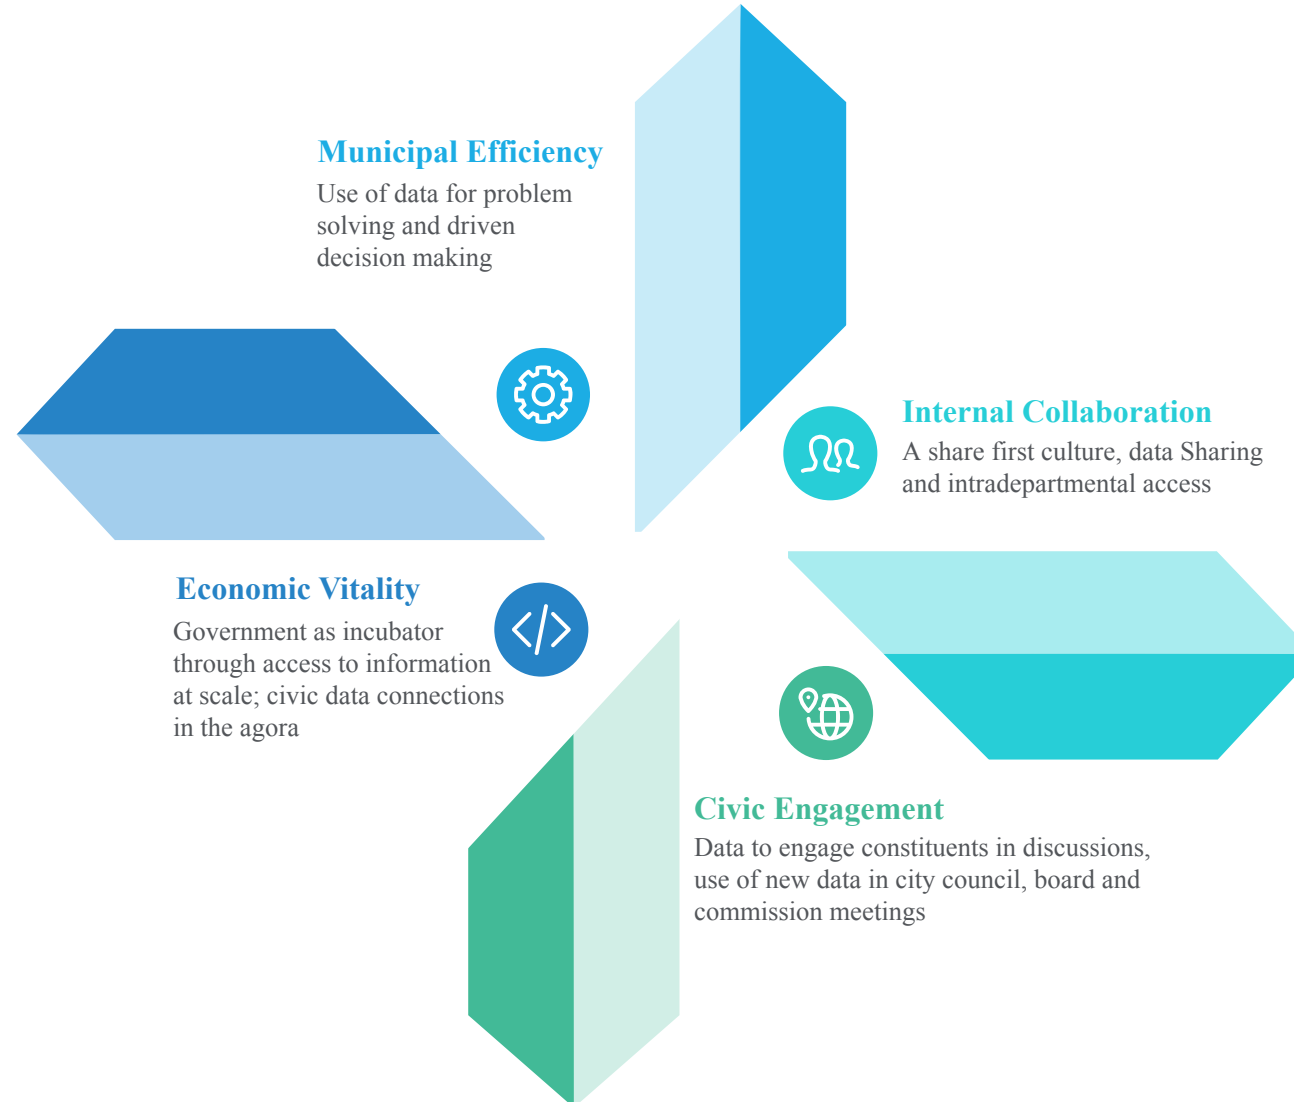 Municipal Efficiency
Use of data for problem
solving and driven
decision making
Internal Collaboration
A share first culture, data Sharing
and intradepartmental access
Economic Vitality
Government as incubator
through access to information
at scale; civic data connections
in the agora
Civic Engagement
Data to engage constituents in discussions,
use of new data in city council, board and
commission meetings